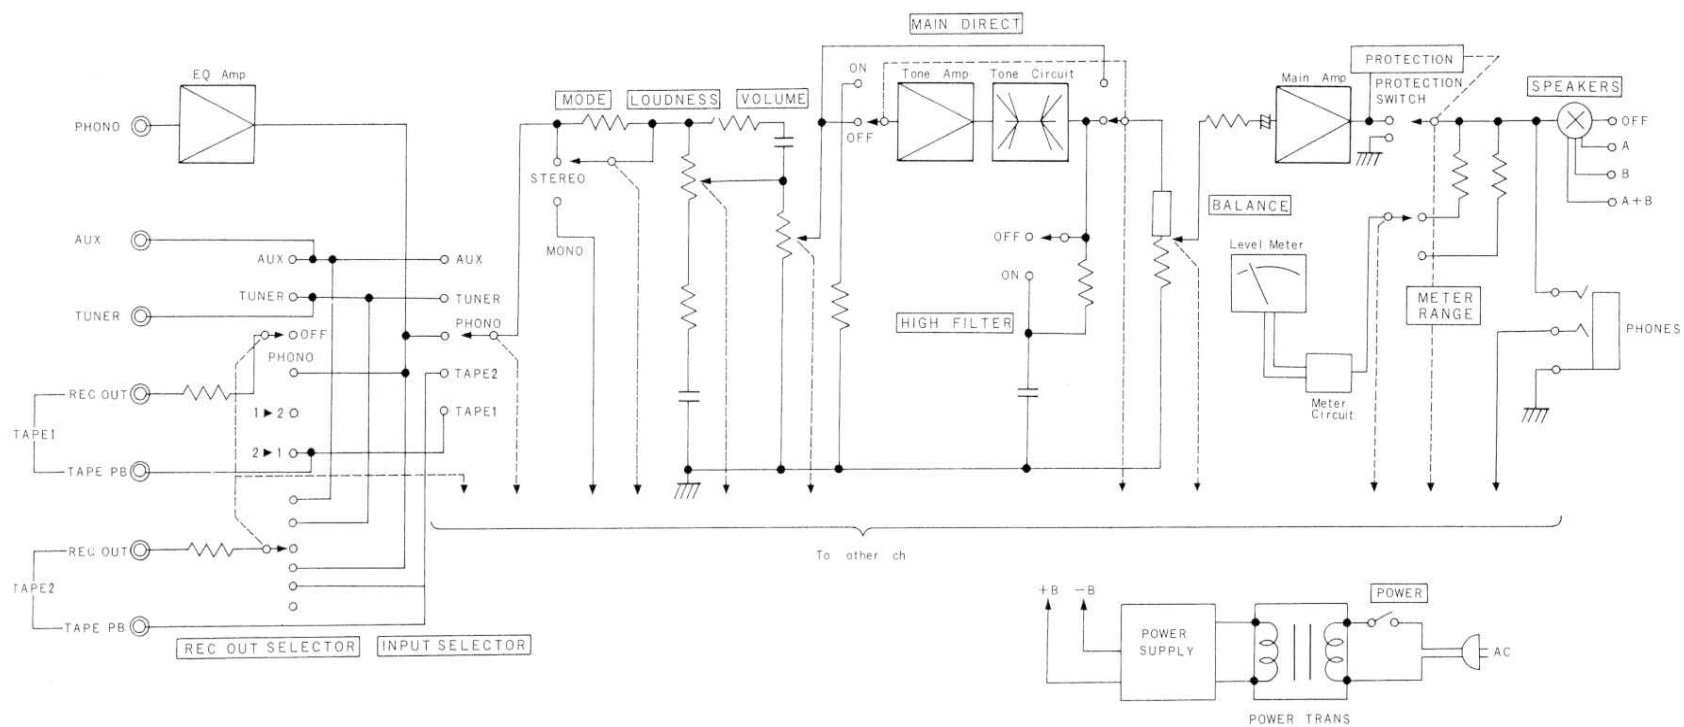 MAIN DIRECT
EQ Amp
MODE
LOUDNESS
VOLUME
ON
OFF
Tone Amp
Tone Circuit
Main Amp
PROTECTION
PROTECTION
SWITCH
SPEAKERS
OFF
A
B
A+B
PHONO
STEREO
MONO
AUX
AUX
AUX
TUNER
TUNER
TUNER
PHONO
OFF
PHONO
TAPE2
TAPE1
REC OUT
1▶2
2▶1
TAPE1
TAPE PB
OFF
ON
HIGH FILTER
BALANCE
Level Meter
METER
RANGE
Meter
Circuit
PHONES
REC OUT
TAPE2
TAPE PB
REC OUT SELECTOR
INPUT SELECTOR
To other ch
+B
-B
POWER
SUPPLY
POWER
AC
POWER TRANS